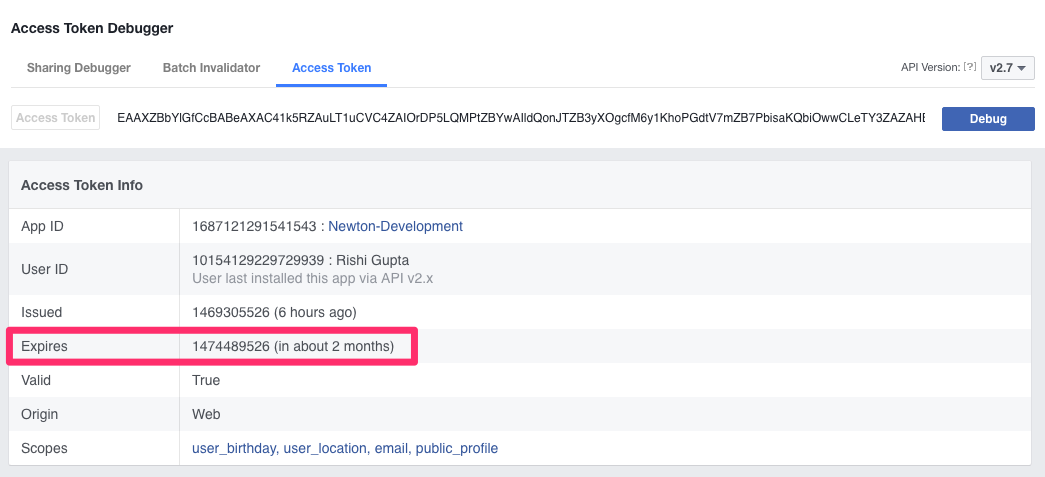 Access Token Debugger
Sharing Debugger Batch Invalidator Access Token API Version: [?] v2.7
Access Token EAAXZBbYlGfCcBABeAXAC41k5RZAuLT1uCVC4ZAIOrDP5LQMPtZBYwAlldQonJTZB3yXOgcfM6y1KhoPGdtV7mZB7PbisaKQbiOwwCLeTY3ZAZAHE Debug
Access Token Info
App ID 1687121291541543 : Newton-Development
User ID 10154129229729939 : Rishi Gupta
User last installed this app via API v2.x
Issued 1469305526 (6 hours ago)
Expires 1474489526 (in about 2 months)
Valid True
Origin Web
Scopes user_birthday, user_location, email, public_profile